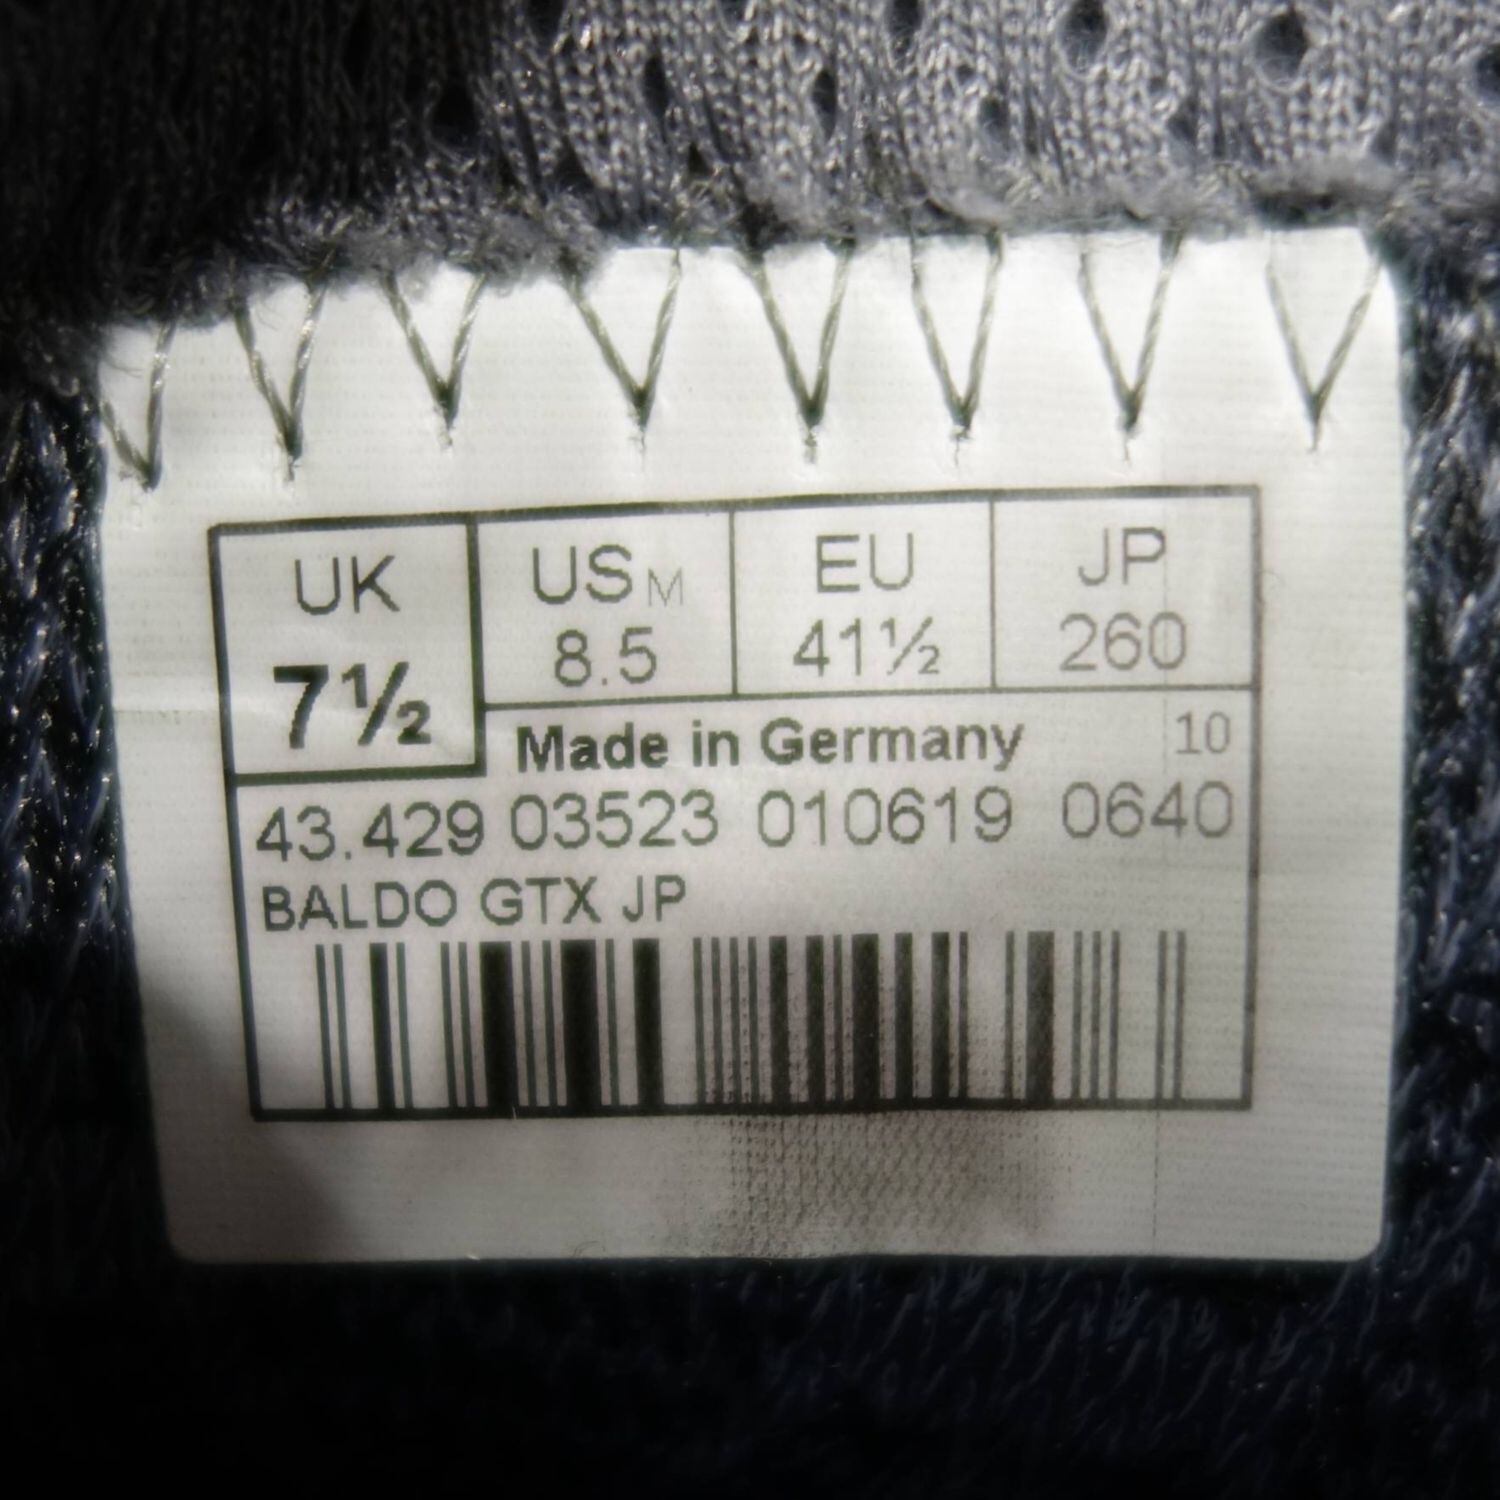 UK US M EU JP
7½ 8.5 41½ 260
Made in Germany 10
43.429 03523 010619 0640
BALDO GTX JP